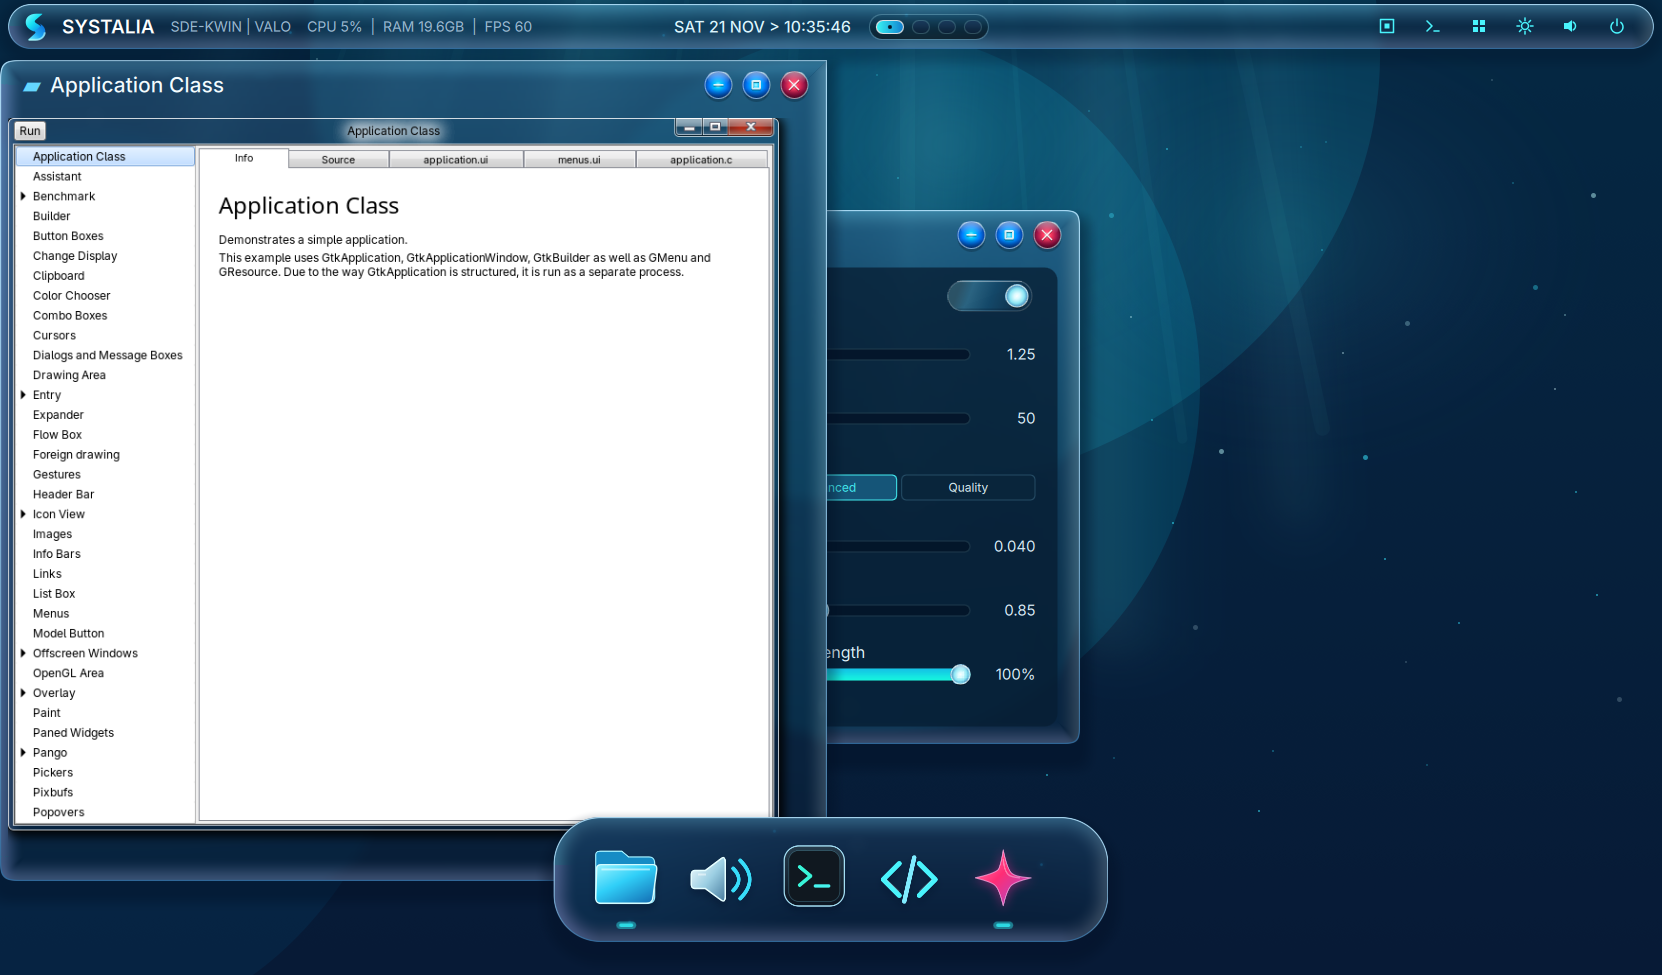 SYSTALIA SDE-KWIN | VALO CPU 5% | RAM 19.6GB | FPS 60 SAT 21 NOV > 10:35:46
Application Class
Run Application Class
Application Class
Assistant
Benchmark
Builder
Button Boxes
Change Display
Clipboard
Color Chooser
Combo Boxes
Cursors
Dialogs and Message Boxes
Drawing Area
Entry
Expander
Flow Box
Foreign drawing
Gestures
Header Bar
Icon View
Images
Info Bars
Links
List Box
Menus
Model Button
Offscreen Windows
OpenGL Area
Overlay
Paint
Paned Widgets
Pango
Pickers
Pixbufs
Popovers
Info Source application.ui menus.ui application.c
Application Class
Demonstrates a simple application.
This example uses GtkApplication, GtkApplicationWindow, GtkBuilder as well as GMenu and
GResource. Due to the way GtkApplication is structured, it is run as a separate process.
1.25
50
nced Quality
0.040
0.85
ength
100%